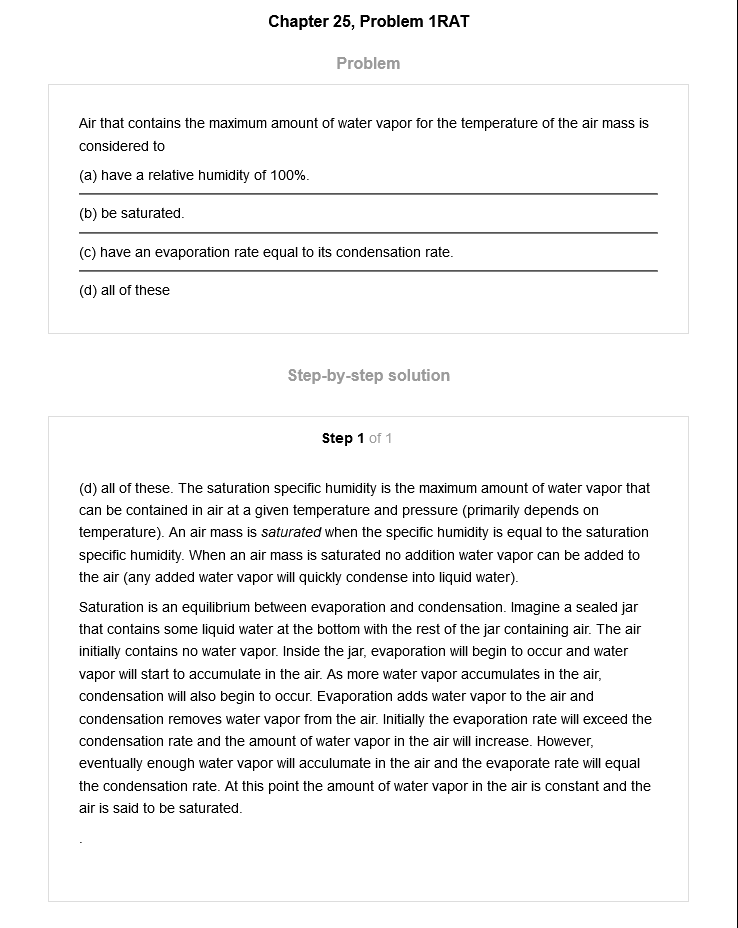 Chapter 25, Problem 1RAT
Problem
Air that contains the maximum amount of water vapor for the temperature of the air mass is
considered to
(a) have a relative humidity of 100%.
(b) be saturated.
(c) have an evaporation rate equal to its condensation rate.
(d) all of these
Step-by-step solution
Step 1 of 1
(d) all of these. The saturation specific humidity is the maximum amount of water vapor that
can be contained in air at a given temperature and pressure (primarily depends on
temperature). An air mass is saturated when the specific humidity is equal to the saturation
specific humidity. When an air mass is saturated no addition water vapor can be added to
the air (any added water vapor will quickly condense into liquid water).
Saturation is an equilibrium between evaporation and condensation. Imagine a sealed jar
that contains some liquid water at the bottom with the rest of the jar containing air. The air
initially contains no water vapor. Inside the jar, evaporation will begin to occur and water
vapor will start to accumulate in the air. As more water vapor accumulates in the air,
condensation will also begin to occur. Evaporation adds water vapor to the air and
condensation removes water vapor from the air. Initially the evaporation rate will exceed the
condensation rate and the amount of water vapor in the air will increase. However,
eventually enough water vapor will acculumate in the air and the evaporate rate will equal
the condensation rate. At this point the amount of water vapor in the air is constant and the
air is said to be saturated.
.